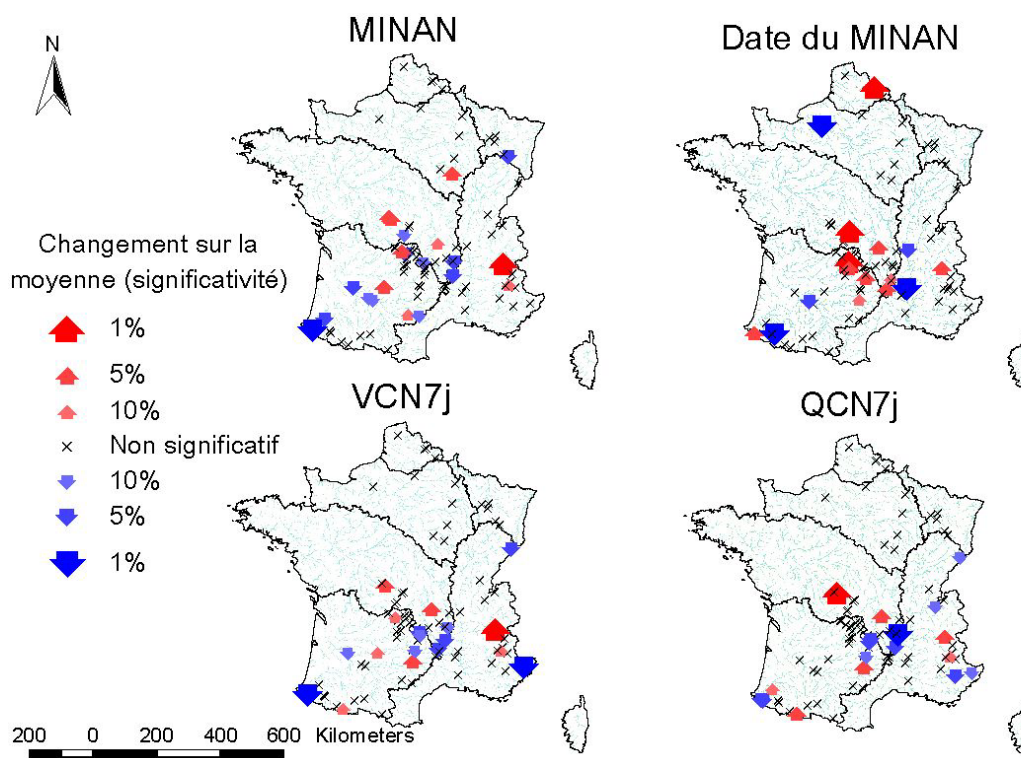 MINAN
Date du MINAN
N
Changement sur la
moyenne (significativité)
1%
5%
10%
Non significatif
10%
5%
1%
VCN7j
QCN7j
200 0 200 400 600 Kilometers